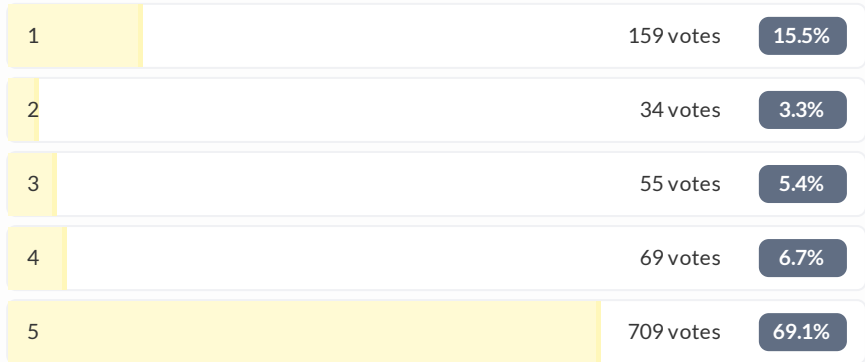 1 159 votes 15.5%
2 34 votes 3.3%
3 55 votes 5.4%
4 69 votes 6.7%
5 709 votes 69.1%